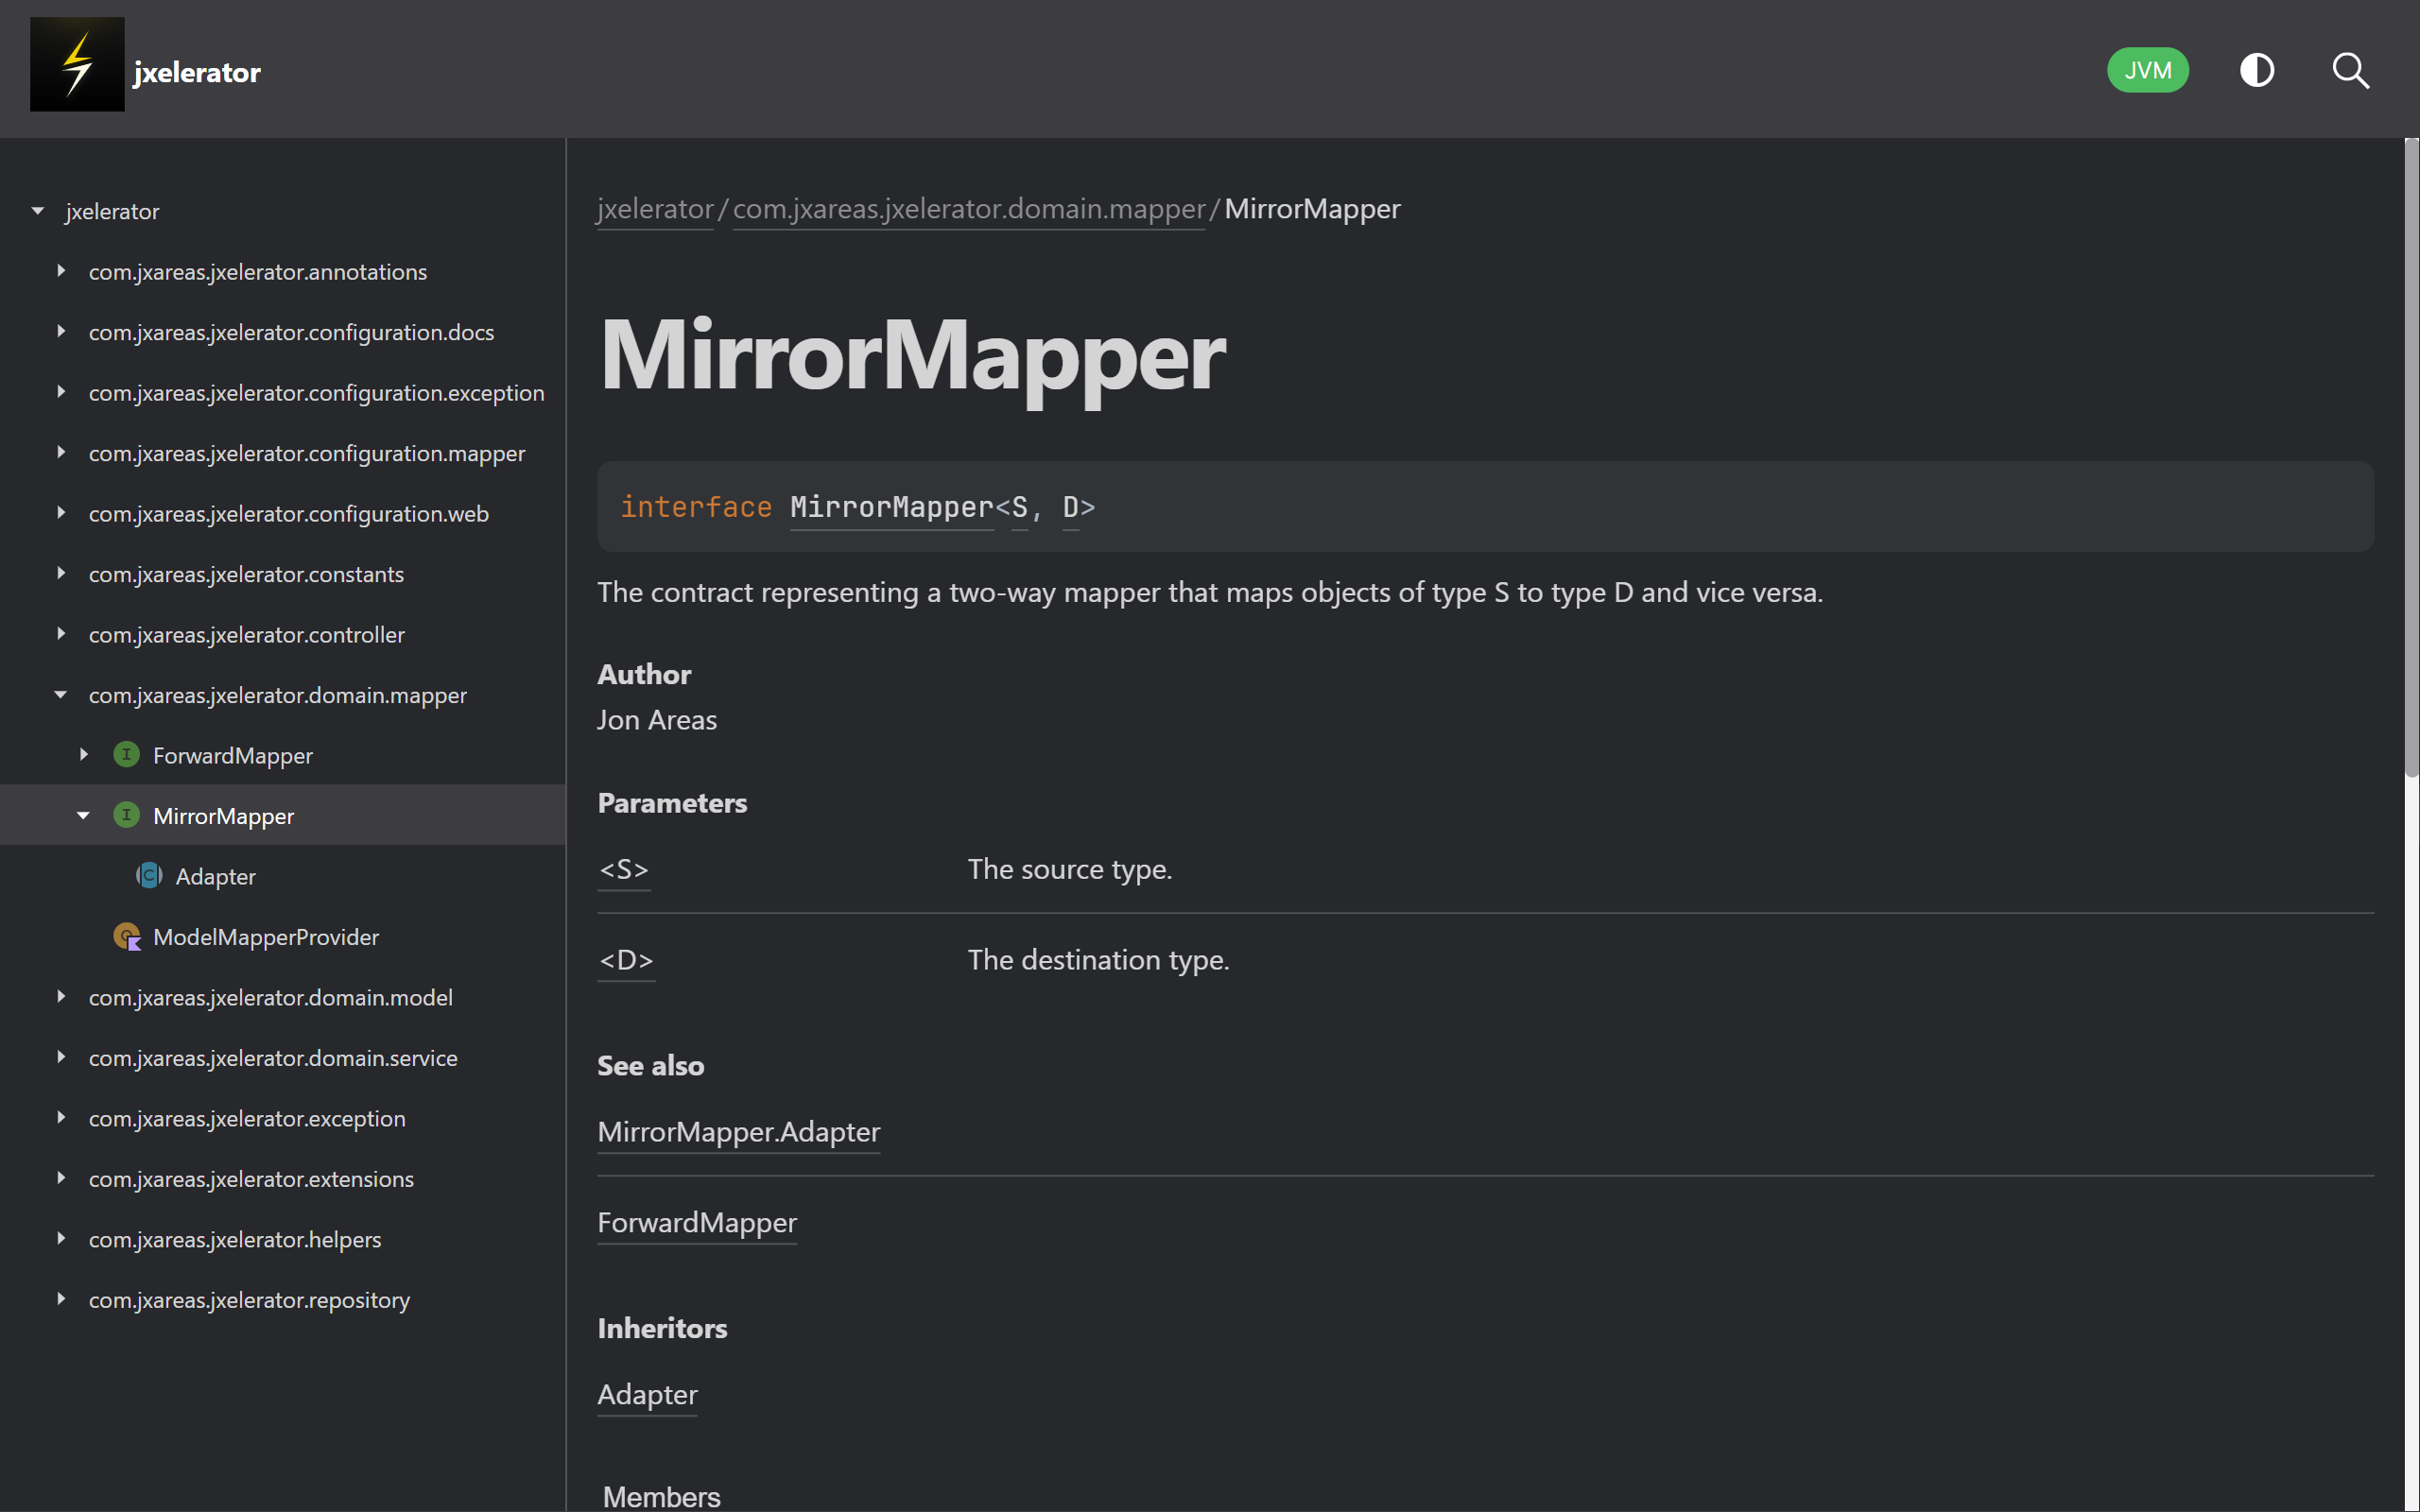 jxelerator
JVM
jxelerator
com.jxareas.jxelerator.annotations
com.jxareas.jxelerator.configuration.docs
com.jxareas.jxelerator.configuration.exception
com.jxareas.jxelerator.configuration.mapper
com.jxareas.jxelerator.configuration.web
com.jxareas.jxelerator.constants
com.jxareas.jxelerator.controller
com.jxareas.jxelerator.domain.mapper
I ForwardMapper
I MirrorMapper
C Adapter
O ModelMapperProvider
com.jxareas.jxelerator.domain.model
com.jxareas.jxelerator.domain.service
com.jxareas.jxelerator.exception
com.jxareas.jxelerator.extensions
com.jxareas.jxelerator.helpers
com.jxareas.jxelerator.repository
jxelerator/com.jxareas.jxelerator.domain.mapper/MirrorMapper
MirrorMapper
interface MirrorMapper<S, D>
The contract representing a two-way mapper that maps objects of type S to type D and vice versa.
Author
Jon Areas
Parameters
<S> The source type.
<D> The destination type.
See also
MirrorMapper.Adapter
ForwardMapper
Inheritors
Adapter
Members